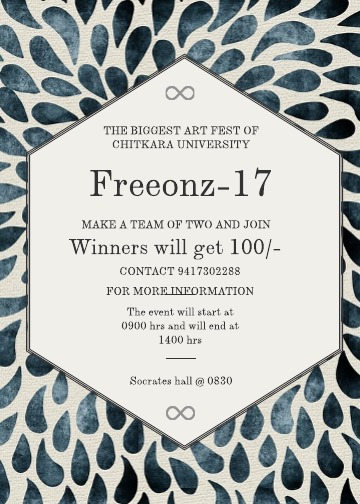 THE BIGGEST ART FEST OF
CHITKARA UNIVERSITY
Freeonz-17
MAKE A TEAM OF TWO AND JOIN
Winners will get 100/-
CONTACT 9417302288
FOR MORE.INFORMATION
The event will start at
0900 hrs and will end at
1400 hrs
Socrates hall @ 0830